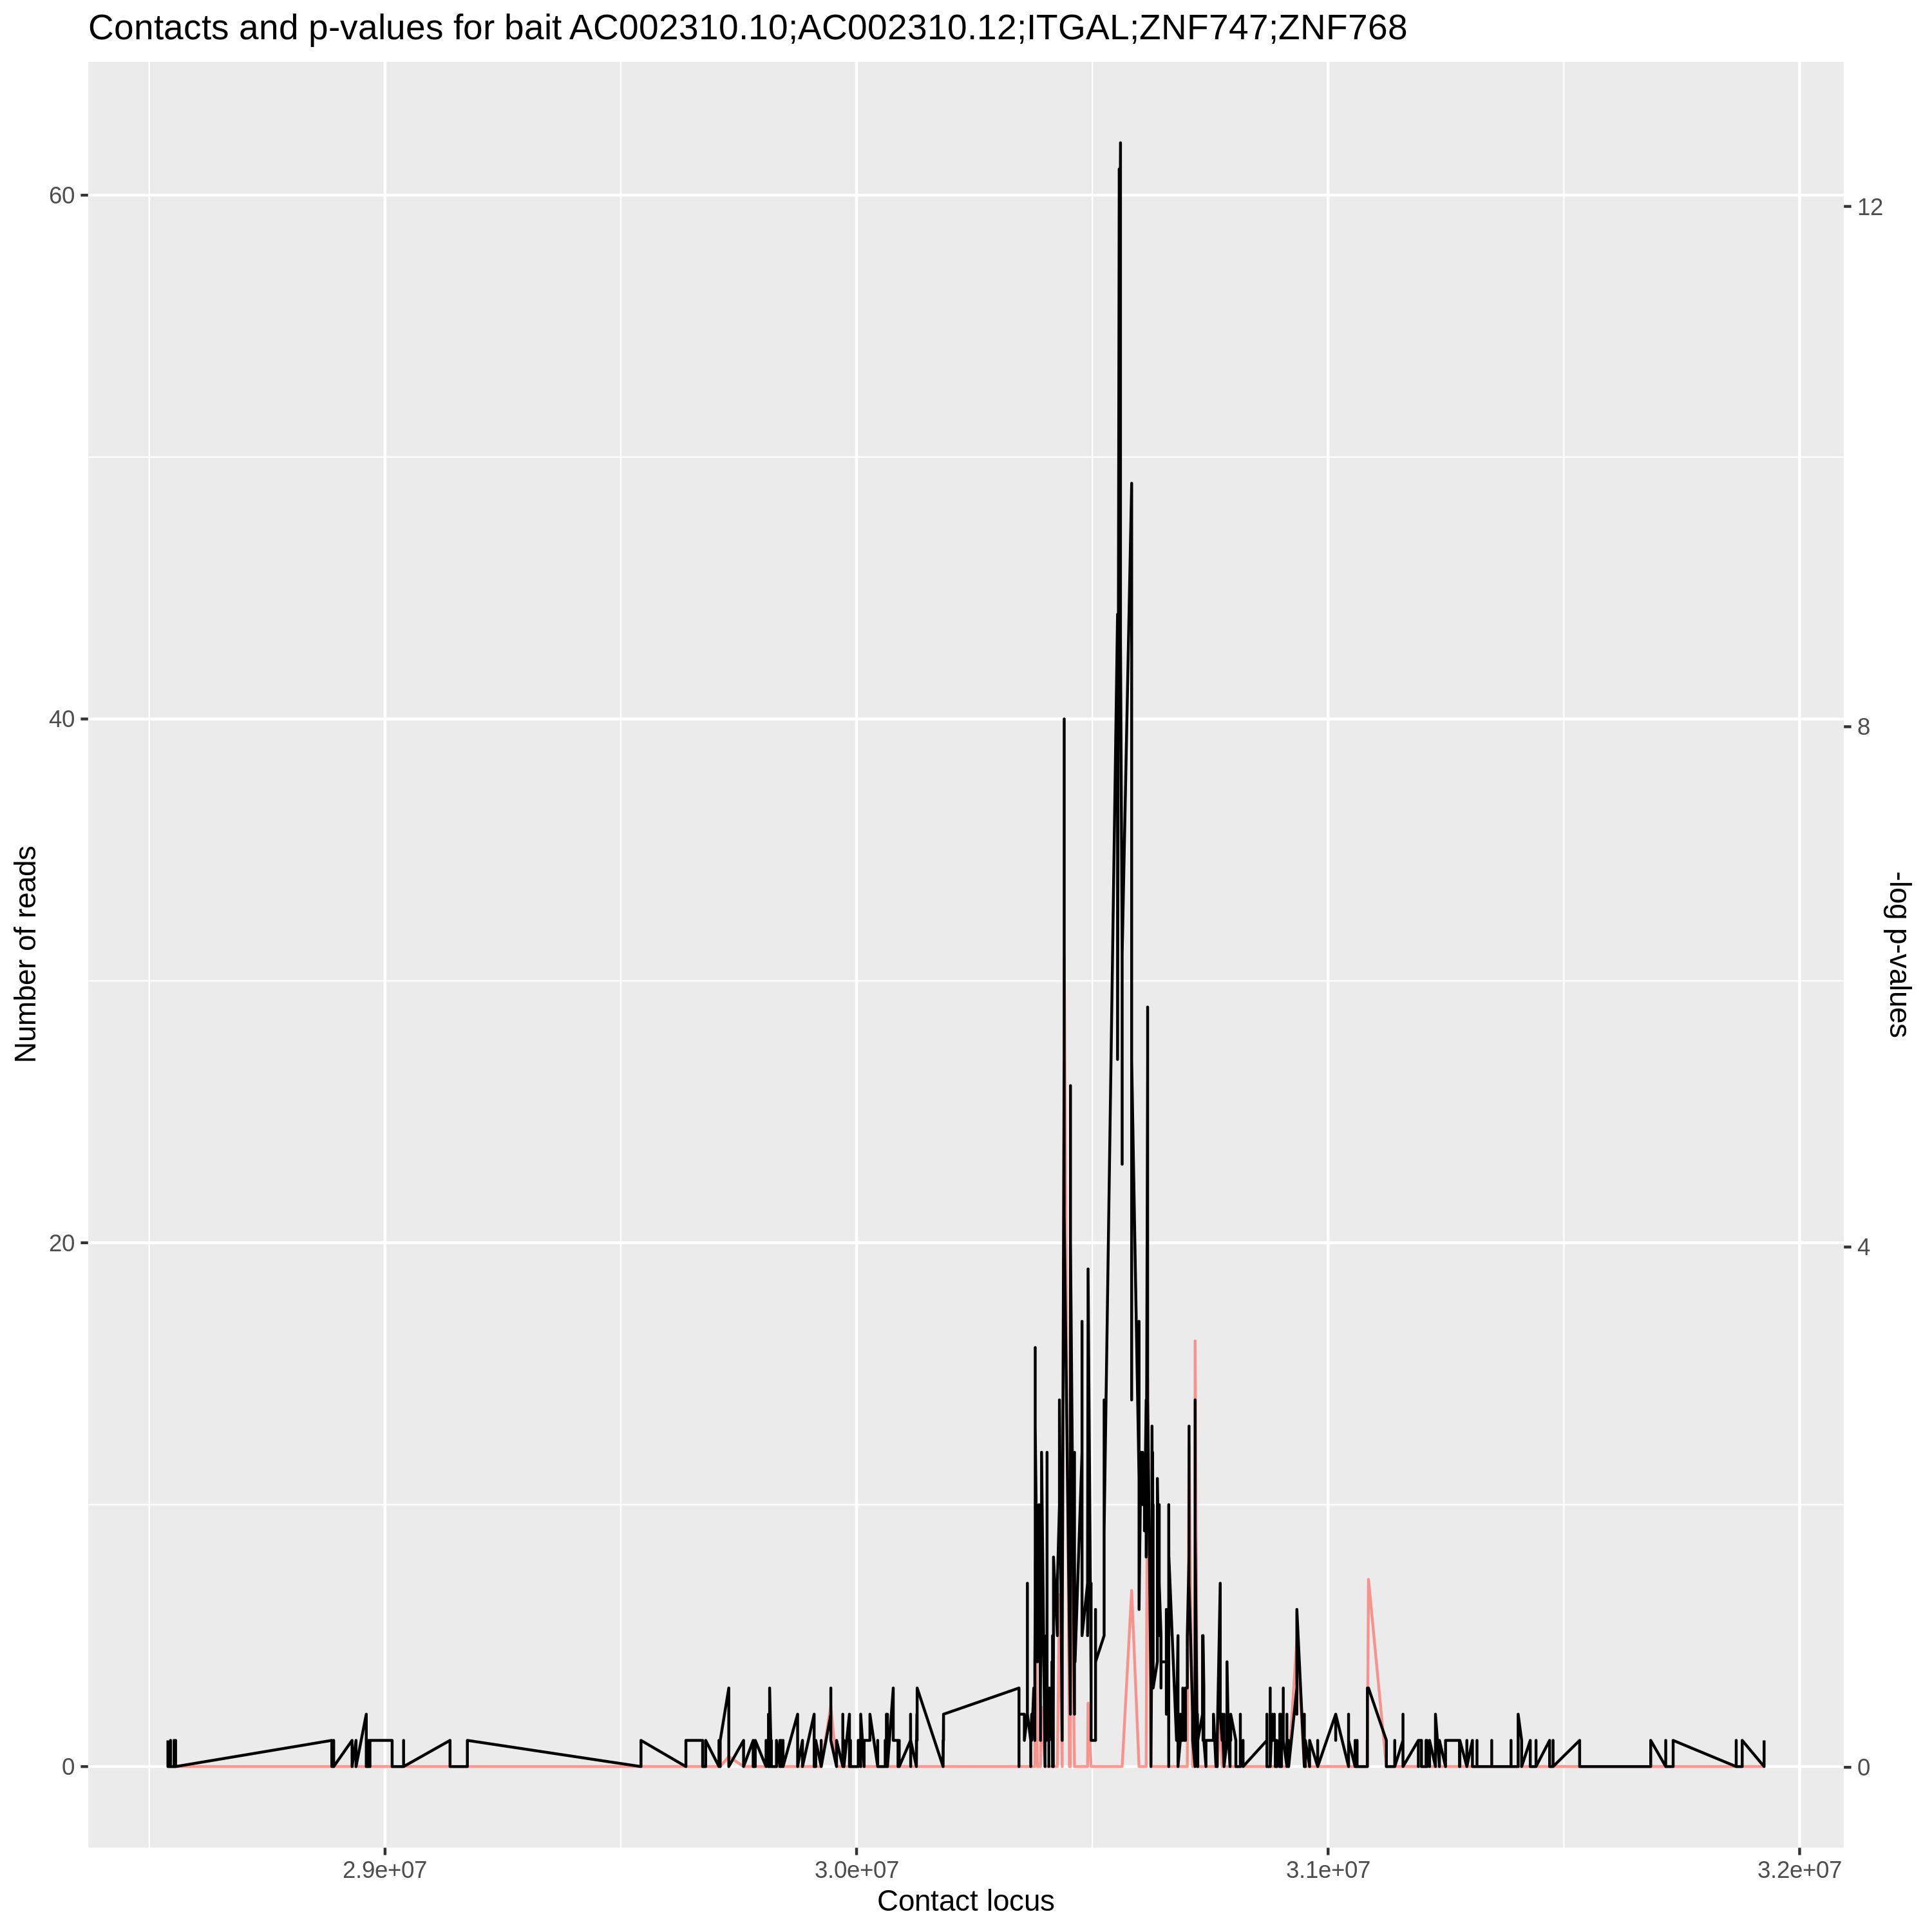 Contacts and p-values for bait AC002310.10;AC002310.12;ITGAL;ZNF747;ZNF768
60
40
20
0
Number of reads
12
8
4
0
-log p-values
2.9e+07
3.0e+07
3.1e+07
3.2e+07
Contact locus